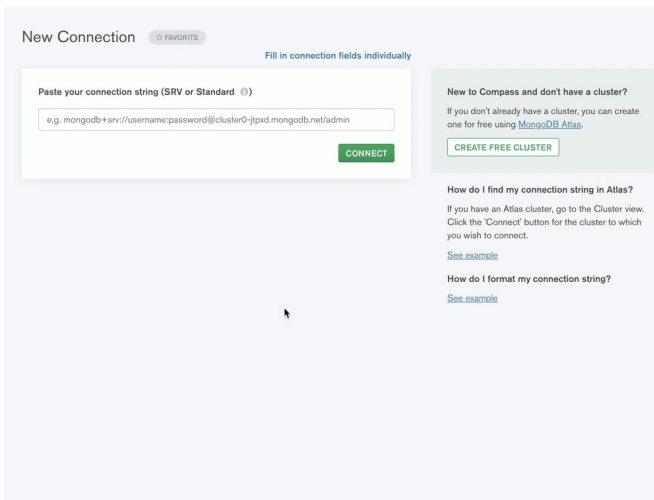 New Connection
☆ FAVORITE
Fill in connection fields individually
Paste your connection string (SRV or Standard ⓘ)
e.g. mongodb+srv://username:password@cluster0-jtpxd.mongodb.net/admin
CONNECT
New to Compass and don't have a cluster?
If you don't already have a cluster, you can create
one for free using MongoDB Atlas.
CREATE FREE CLUSTER
How do I find my connection string in Atlas?
If you have an Atlas cluster, go to the Cluster view.
Click the 'Connect' button for the cluster to which
you wish to connect.
See example
How do I format my connection string?
See example